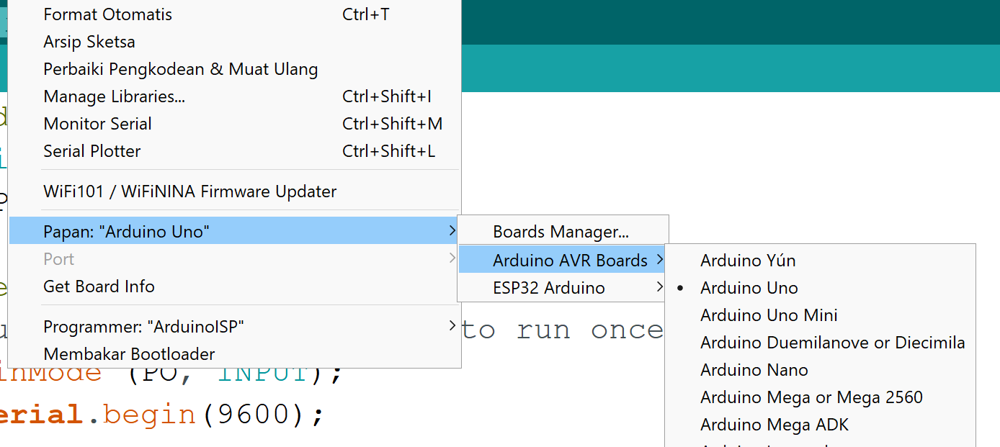 Format Otomatis Ctrl+T
Arsip Sketsa
Perbaiki Pengkodean & Muat Ulang
Manage Libraries... Ctrl+Shift+I
Monitor Serial Ctrl+Shift+M
Serial Plotter Ctrl+Shift+L
WiFi101 / WiFiNINA Firmware Updater
Papan: "Arduino Uno"
Port
Get Board Info
Programmer: "ArduinoISP"
Membakar Bootloader
Boards Manager...
Arduino AVR Boards
ESP32 Arduino
Arduino Yún
Arduino Uno
Arduino Uno Mini
Arduino Duemilanove or Diecimila
Arduino Nano
Arduino Mega or Mega 2560
Arduino Mega ADK
to run once
inMode (PO, INPUT);
erial.begin(9600);